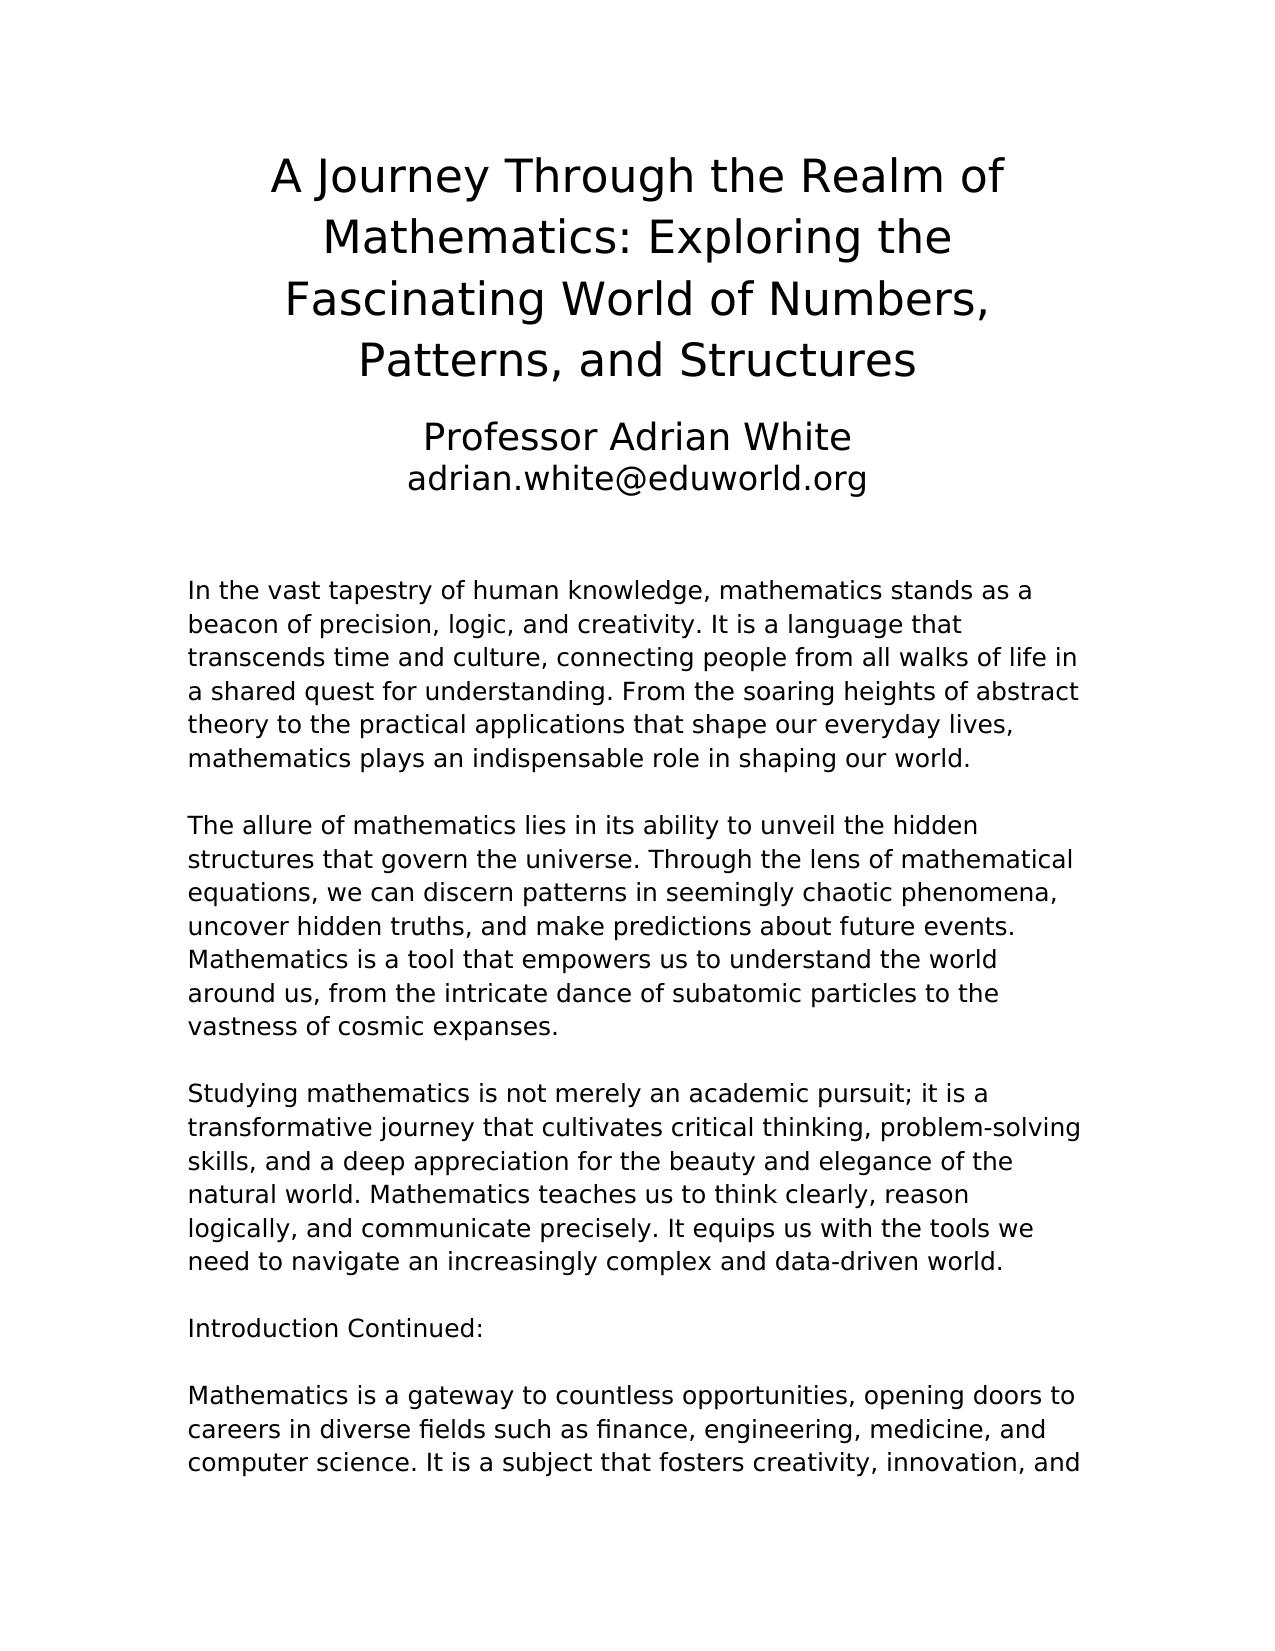 A Journey Through the Realm of
Mathematics: Exploring the
Fascinating World of Numbers,
Patterns, and Structures
Professor Adrian White
adrian.white@eduworld.org
In the vast tapestry of human knowledge, mathematics stands as a
beacon of precision, logic, and creativity. It is a language that
transcends time and culture, connecting people from all walks of life in
a shared quest for understanding. From the soaring heights of abstract
theory to the practical applications that shape our everyday lives,
mathematics plays an indispensable role in shaping our world.
The allure of mathematics lies in its ability to unveil the hidden
structures that govern the universe. Through the lens of mathematical
equations, we can discern patterns in seemingly chaotic phenomena,
uncover hidden truths, and make predictions about future events.
Mathematics is a tool that empowers us to understand the world
around us, from the intricate dance of subatomic particles to the
vastness of cosmic expanses.
Studying mathematics is not merely an academic pursuit; it is a
transformative journey that cultivates critical thinking, problem-solving
skills, and a deep appreciation for the beauty and elegance of the
natural world. Mathematics teaches us to think clearly, reason
logically, and communicate precisely. It equips us with the tools we
need to navigate an increasingly complex and data-driven world.
Introduction Continued:
Mathematics is a gateway to countless opportunities, opening doors to
careers in diverse fields such as finance, engineering, medicine, and
computer science. It is a subject that fosters creativity, innovation, and